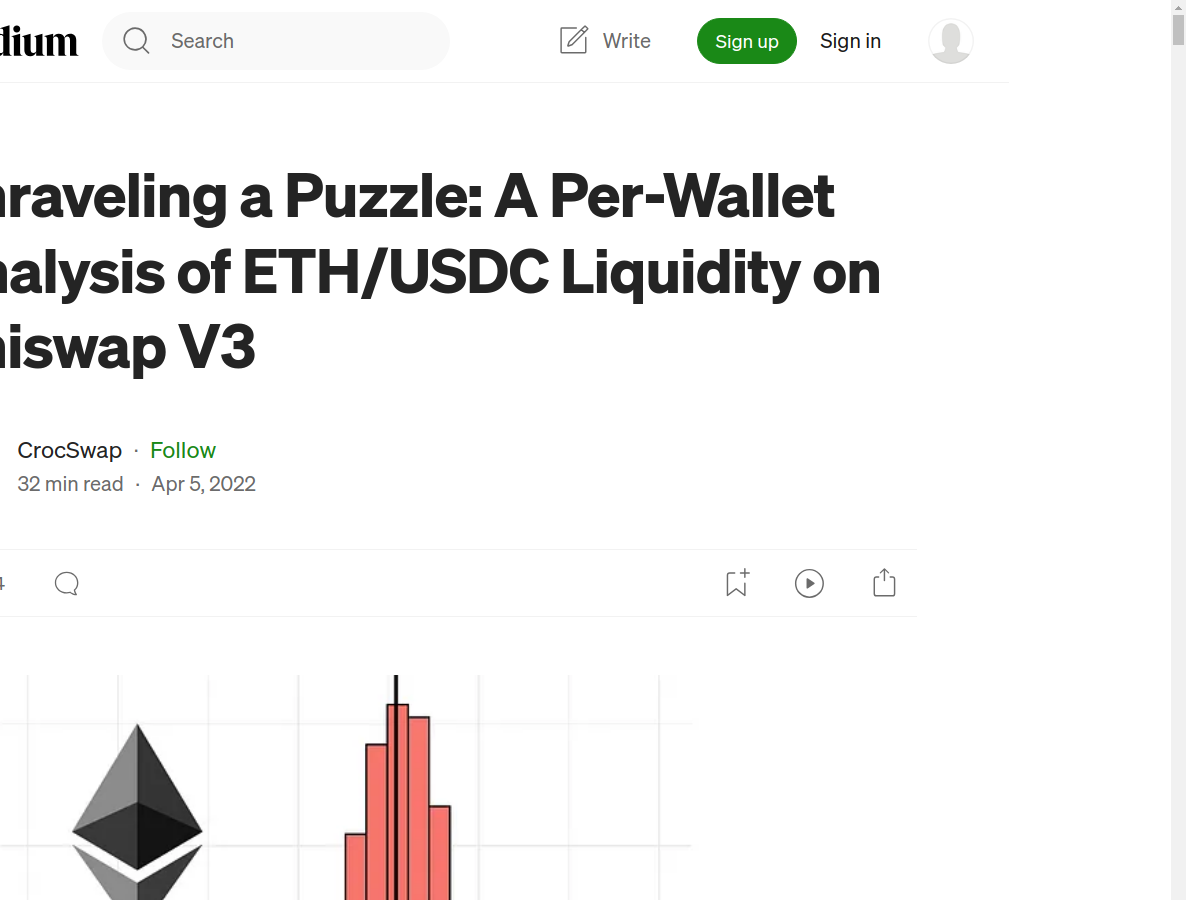 dium
Search
Write
Sign up
Sign in
nraveling a Puzzle: A Per-Wallet
nalysis of ETH/USDC Liquidity on
niswap V3
CrocSwap · Follow
32 min read · Apr 5, 2022
4